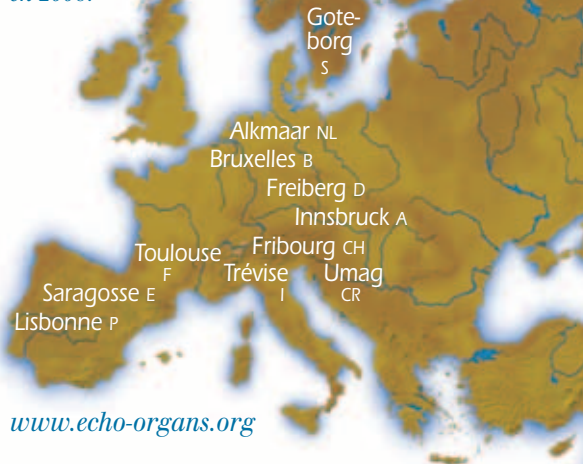 Gote-
borg
S
Alkmaar NL
Bruxelles B
Freiberg D
Innsbruck A
Fribourg CH
Toulouse
F
Trévise
I
Umag
CR
Saragosse E
Lisbonne P
www.echo-organs.org